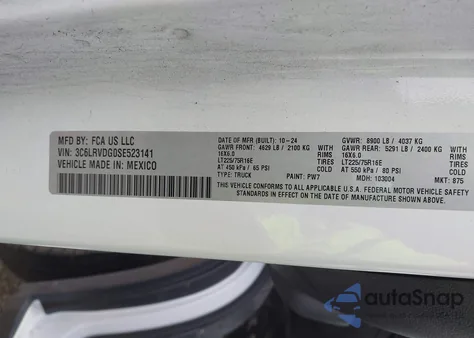 MFD BY: FCA US LLC
VIN: 3C6LRVDG0SE523141
VEHICLE MADE IN: MEXICO
DATE OF MFR (BUILT): 10-24 GVWR: 8900 LB / 4037 KG
GAWR FRONT: 4629 LB / 2100 KG WITH GAWR REAR: 5291 LB / 2400 KG WITH
16X6.0 RIMS 16X6.0 RIMS
LT225/75R16E TIRES LT225/75R16E TIRES
AT 450 kPa / 65 PSI AT 550 kPa / 80 PSI
THIS VEHICLE CONFORMS TO ALL APPLICABLE U.S.A. FEDERAL MOTOR VEHICLE SAFETY
STANDARDS IN EFFECT ON THE DATE OF MANUFACTURE SHOWN ABOVE.
TYPE: TRUCK PAINT: PW7 MDH: 103004 MKT: 875
autoSnap